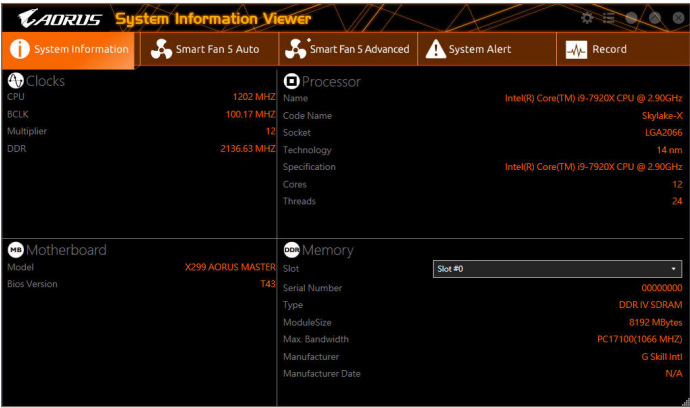 AORUS System Information Viewer
System Information Smart Fan 5 Auto Smart Fan 5 Advanced System Alert Record
Clocks
CPU 1202 MHZ
BCLK 100.17 MHZ
Multiplier 12
DDR 2136.63 MHZ
Processor
Name Intel(R) Core(TM) i9-7920X CPU @ 2.90GHz
Code Name Skylake-X
Socket LGA2066
Technology 14 nm
Specification Intel(R) Core(TM) i9-7920X CPU @ 2.90GHz
Cores 12
Threads 24
MB Motherboard
Model X299 AORUS MASTER
Bios Version T43
DDR Memory
Slot Slot #0
Serial Number 00000000
Type DDR IV SDRAM
ModuleSize 8192 MBytes
Max. Bandwidth PC17100(1066 MHZ)
Manufacturer G Skill Intl
Manufacturer Date N/A